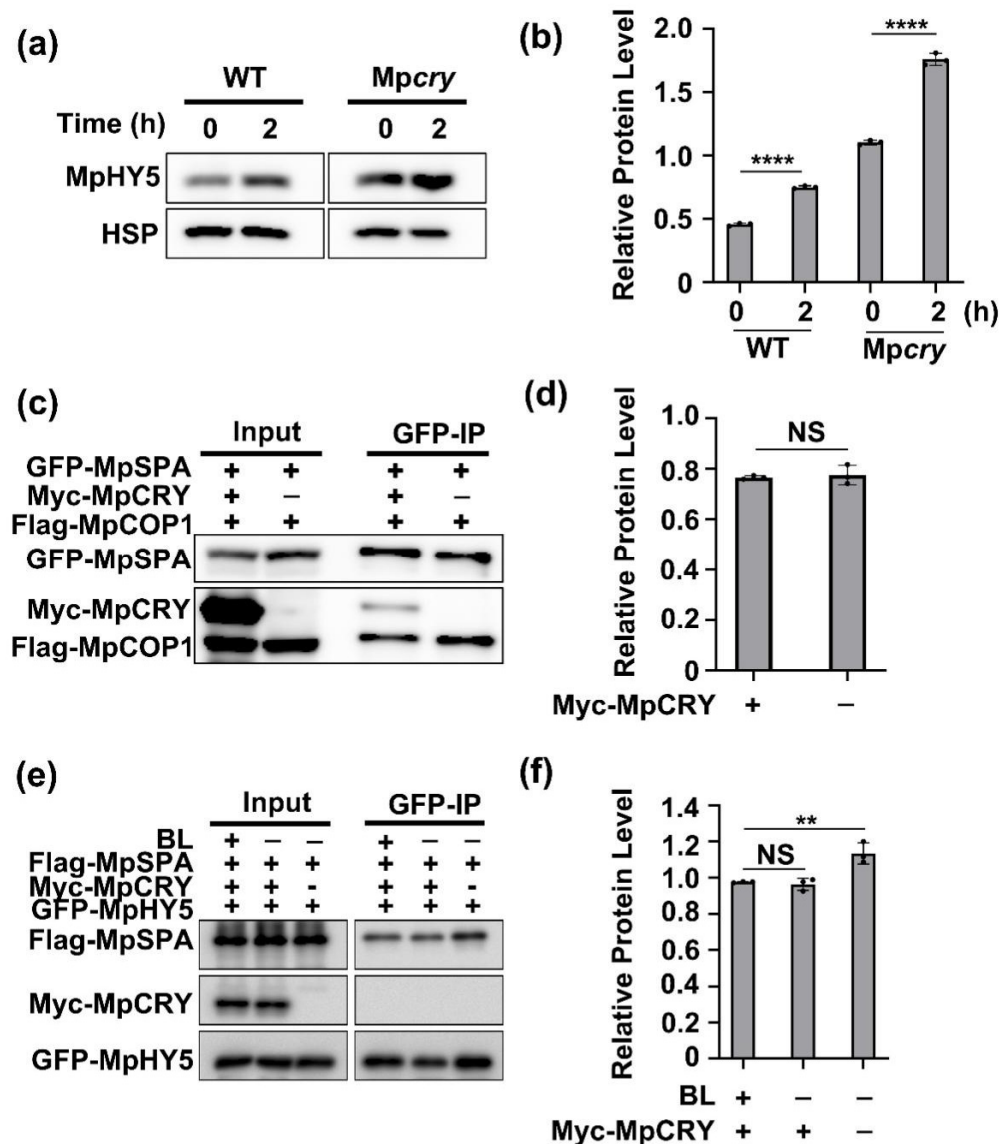 (a)
WT Mpcry
Time (h) 0 2 0 2
MpHY5
HSP
(b)
Relative Protein Level
2.0
1.5
1.0
0.5
0
**** ****
0 2 0 2 (h)
WT Mpcry
(c)
Input GFP-IP
GFP-MpSPA + + + +
Myc-MpCRY + − + −
Flag-MpCOP1 + + + +
GFP-MpSPA
Myc-MpCRY
Flag-MpCOP1
(d)
Relative Protein Level
1.0
0.8
0.6
0.4
0.2
0
NS
Myc-MpCRY + −
(e)
Input GFP-IP
BL + − − + − −
Flag-MpSPA + + + + + +
Myc-MpCRY + + - + + -
GFP-MpHY5 + + + + + +
Flag-MpSPA
Myc-MpCRY
GFP-MpHY5
(f)
Relative Protein Level
1.4
1.2
1.0
0.8
0.6
0.4
0.2
0
**
NS
BL + − −
Myc-MpCRY + + −